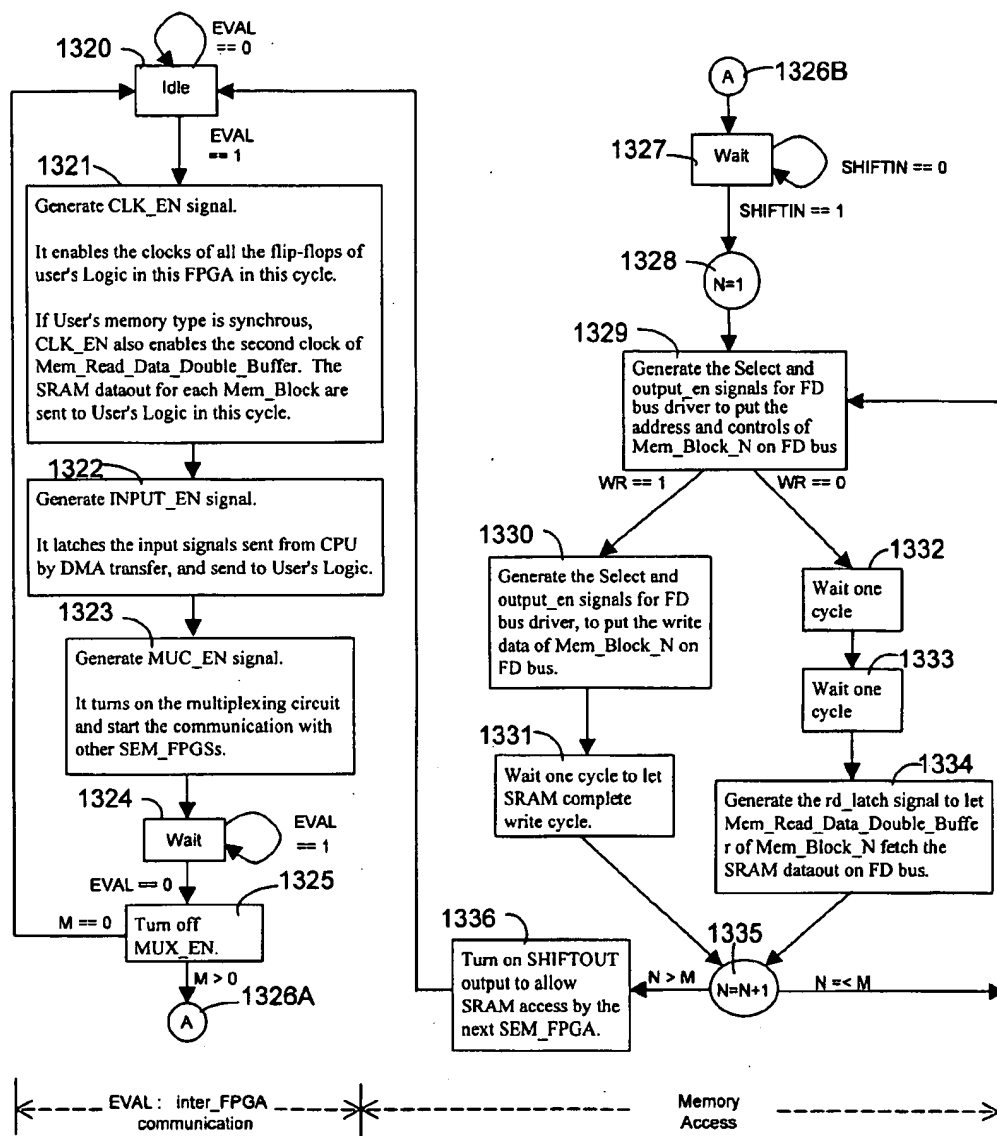 EVAL
== 0
1320
Idle
EVAL
== 1
1321
Generate CLK_EN signal.
It enables the clocks of all the flip-flops of
user's Logic in this FPGA in this cycle.
If User's memory type is synchrous,
CLK_EN also enables the second clock of
Mem_Read_Data_Double_Buffer. The
SRAM dataout for each Mem_Block are
sent to User's Logic in this cycle.
1322
Generate INPUT_EN signal.
It latches the input signals sent from CPU
by DMA transfer, and send to User's Logic.
1323
Generate MUC_EN signal.
It turns on the multiplexing circuit
and start the communication with
other SEM_FPGSs.
1324
Wait
EVAL
== 1
EVAL == 0
1325
M == 0
Turn off
MUX_EN.
M > 0
A
1326A
A
1326B
1327
Wait
SHIFTIN == 0
SHIFTIN == 1
1328
N=1
1329
Generate the Select and
output_en signals for FD
bus driver to put the
address and controls of
Mem_Block_N on FD bus
WR == 1
WR == 0
1330
Generate the Select and
output_en signals for FD
bus driver, to put the write
data of Mem_Block_N on
FD bus.
1331
Wait one cycle to let
SRAM complete
write cycle.
1332
Wait one
cycle
1333
Wait one
cycle
1334
Generate the rd_latch signal to let
Mem_Read_Data_Double_Buffe
r of Mem_Block_N fetch the
SRAM dataout on FD bus.
1335
N=N+1
N > M
N =< M
1336
Turn on SHIFTOUT
output to allow
SRAM access by the
next SEM_FPGA.
EVAL : inter_FPGA
communication
Memory
Access